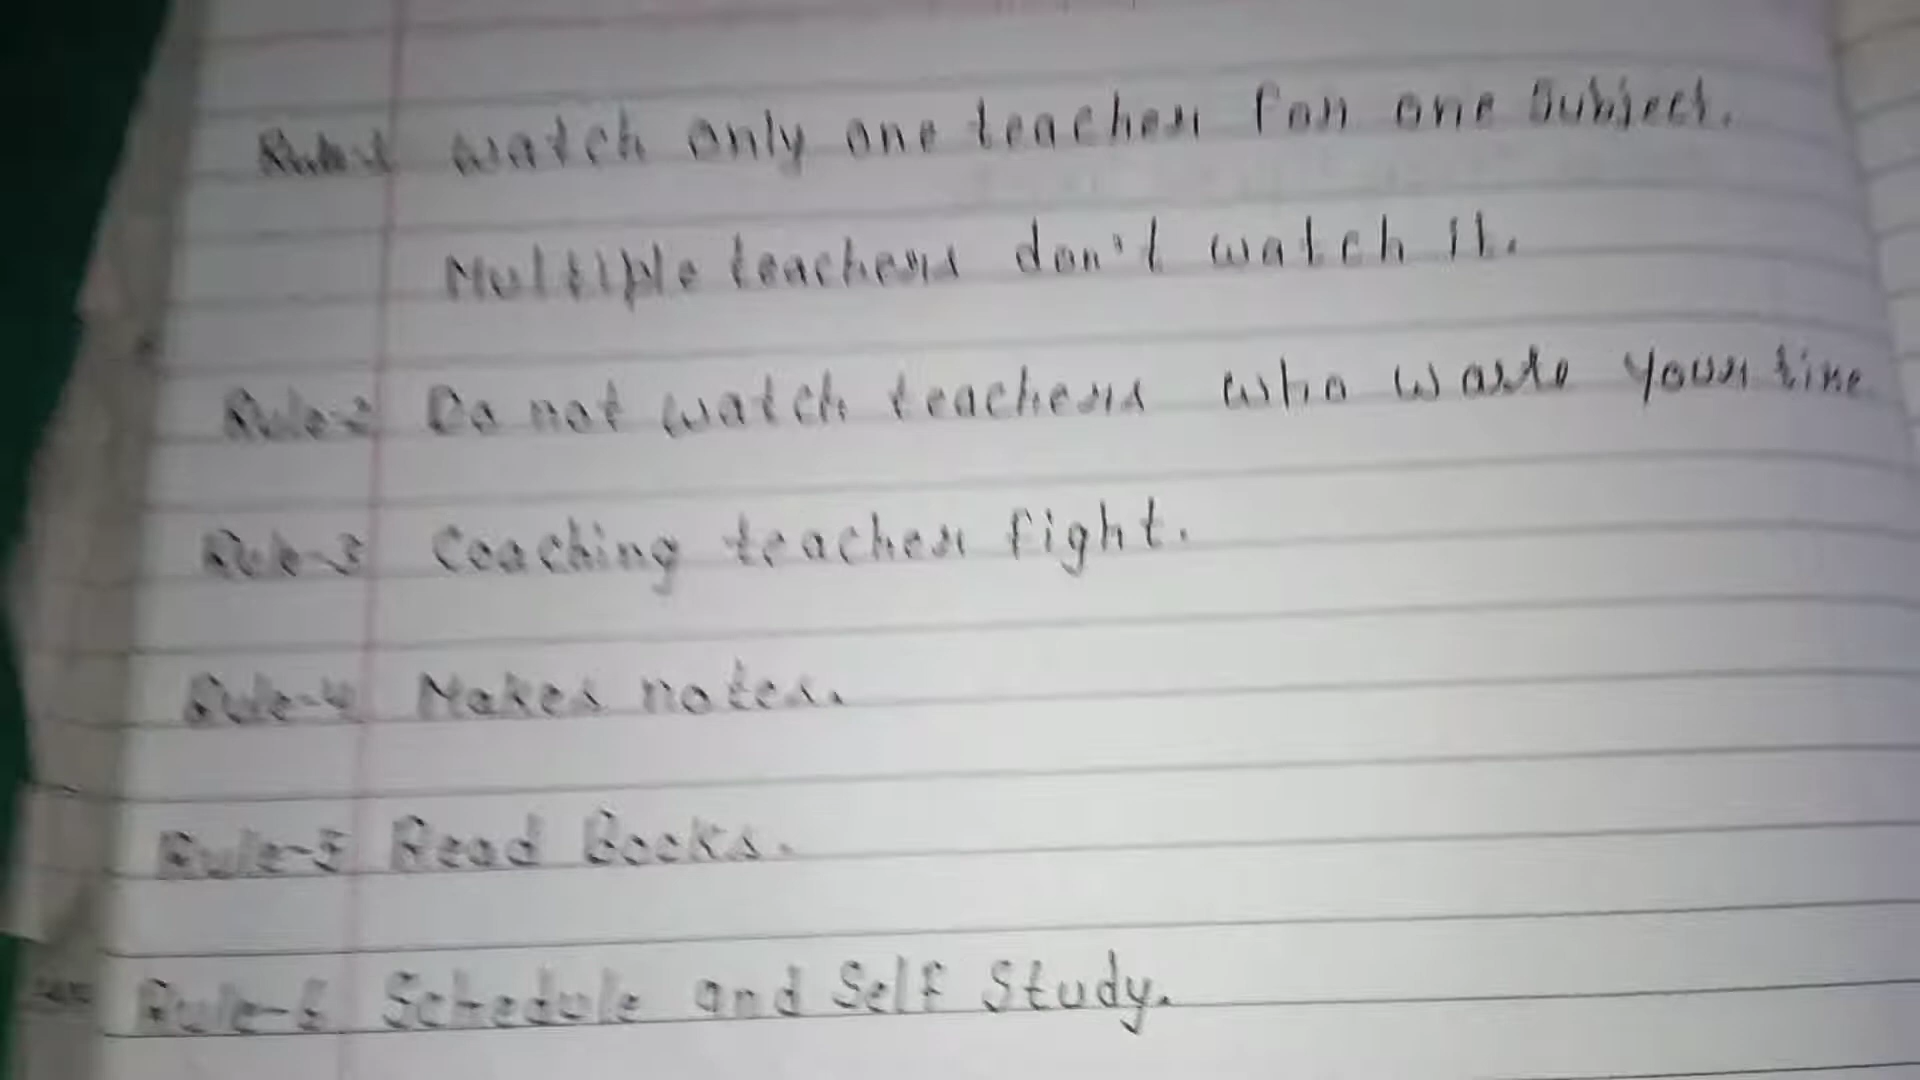 Rule-1 watch only one teacher for one Subject.
Multiple teachers don't watch it.
Rule-2 Do not watch teachers who waste your time
Rule-3 Coaching teacher fight.
Rule-4 Makes notes.
Rule-5 Read Books.
Rule-6 Schedule and Self Study.